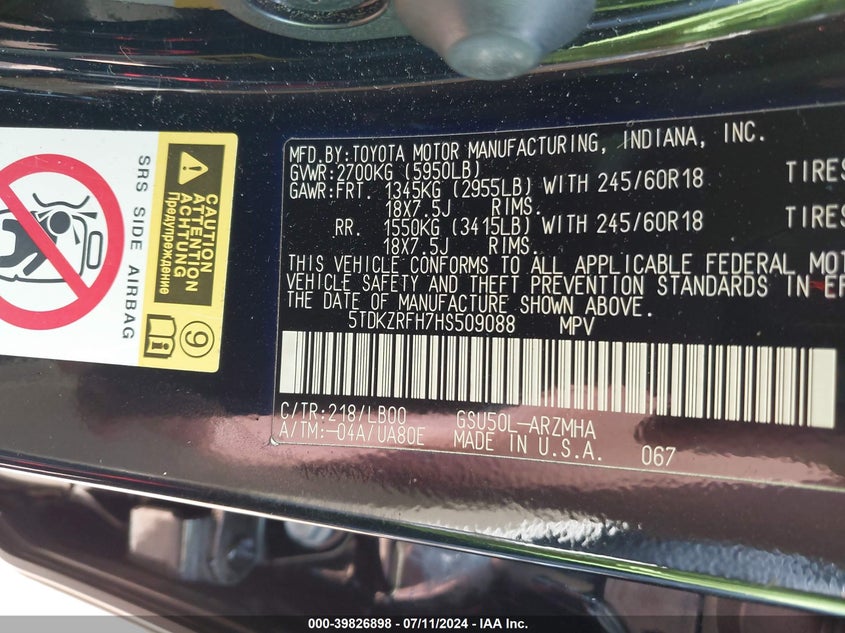 SRS SIDE AIRBAG
CAUTION
ATTENTION
ACHTUNG
Предупреждение
9
MFD.BY:TOYOTA MOTOR MANUFACTURING, INDIANA, INC.
GVWR:2700KG (5950LB)
GAWR:FRT. 1345KG (2955LB) WITH 245/60R18 TIRES
18X7.5J RIMS.
RR. 1550KG (3415LB) WITH 245/60R18 TIRES
18X7.5J RIMS.
THIS VEHICLE CONFORMS TO ALL APPLICABLE FEDERAL MOT
VEHICLE SAFETY AND THEFT PREVENTION STANDARDS IN EF
THE DATE OF MANUFACTURE SHOWN ABOVE.
5TDKZRFH7HS509088 MPV
C/TR:218/LB00 GSU50L-ARZMHA
A/TM:-04A/UA80E MADE IN U.S.A. 067
000-39826898 - 07/11/2024 - IAA Inc.